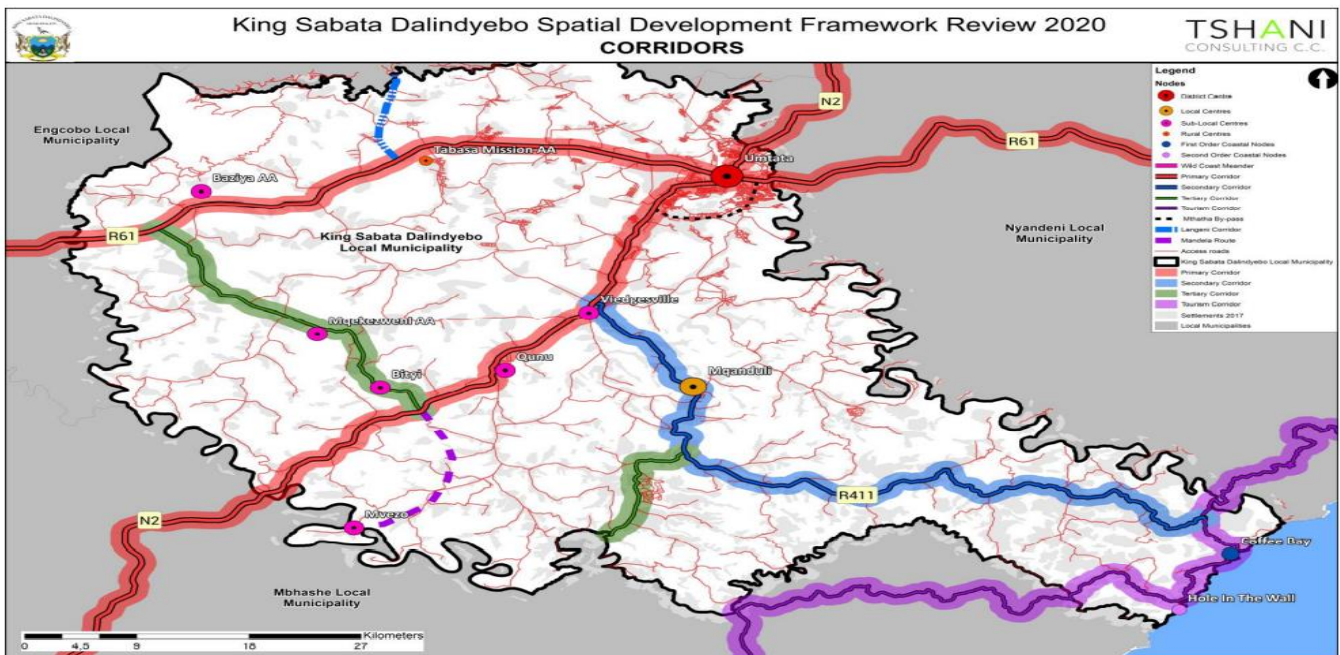 King Sabata Dalindyebo Spatial Development Framework Review 2020
CORRIDORS
TSHANI
CONSULTING C.C.
Legend
Nodes
District Centre
Local Centres
Sub-Local Centres
Rural Centres
First Order Coastal Nodes
Second Order Coastal Nodes
Wild Coast Meander
Primary Corridor
Secondary Corridor
Tertiary Corridor
Tourism Corridor
Mthatha By-pass
Langeni Corridor
Mandela Route
Access roads
King Sabata Dalindyebo Local Municipality
Primary Corridor
Secondary Corridor
Tertiary Corridor
Tourism Corridor
Settlements 2017
Local Municipalities
N2
Engcobo Local
Municipality
R61
Tabasa Mission AA
Umtata
Baziya AA
R61
King Sabata Dalindyebo
Local Municipality
Nyandeni Local
Municipality
Viedgesville
Mqekezweni AA
Qunu
Bityi
Mqanduli
R411
N2
Mvezo
Coffee Bay
Mbhashe Local
Municipality
Hole In The Wall
Kilometers
0 4,5 9 18 27